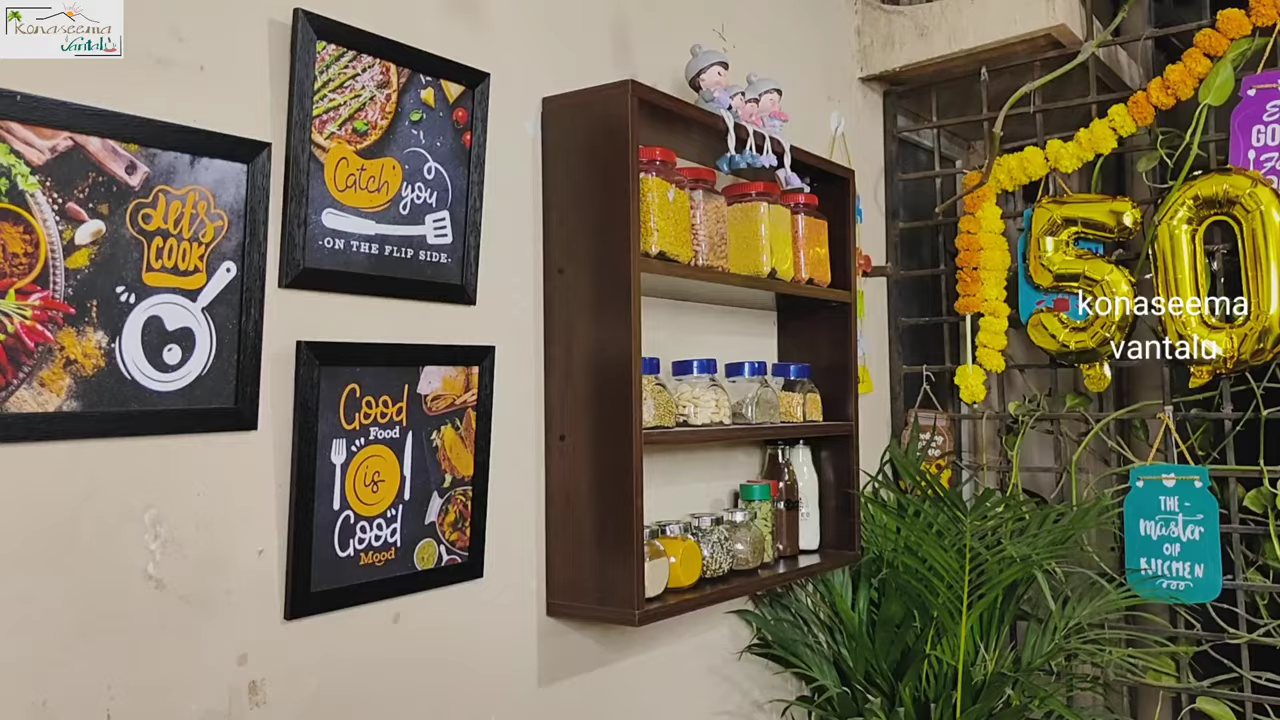 Konaseema
Vantalu
Let's
COOK
Catch
you
-ON THE FLIP SIDE-
Good
Food
is
Good
Mood
50
konaseema
vantalu
THE -
Master
OF
KITCHEN